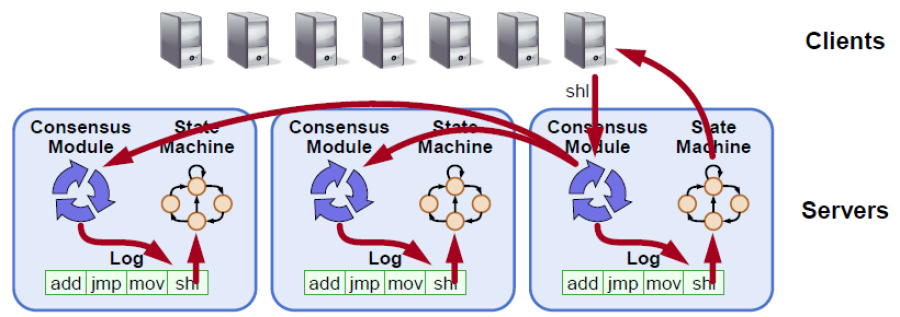 Clients
shl
Consensus Module
State Machine
Consensus Module
State Machine
Consensus Module
State Machine
Servers
Log
add jmp mov shl
Log
add jmp mov shl
Log
add jmp mov shl